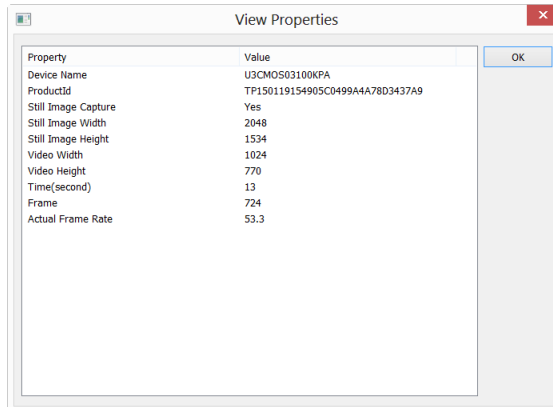 View Properties
Property Value
Device Name U3CMOS03100KPA
ProductId TP150119154905C0499A4A78D3437A9
Still Image Capture Yes
Still Image Width 2048
Still Image Height 1534
Video Width 1024
Video Height 770
Time(second) 13
Frame 724
Actual Frame Rate 53.3
OK